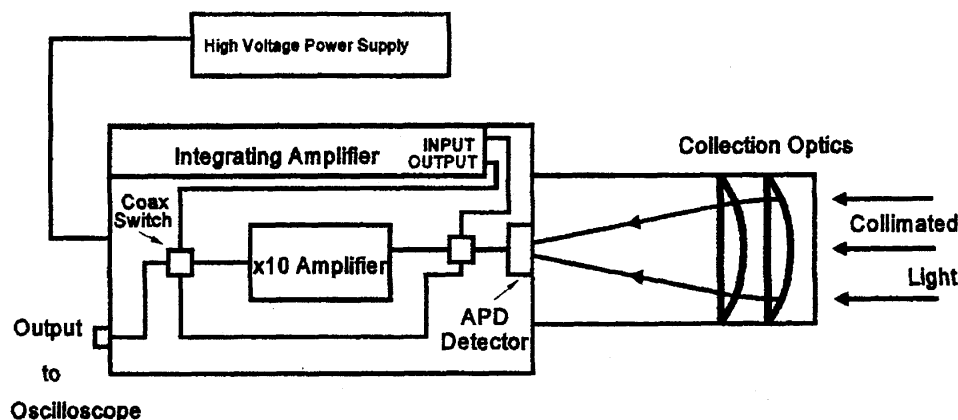 High Voltage Power Supply
INPUT
Integrating Amplifier
OUTPUT
Collection Optics
Coax
Switch
Collimated
x10 Amplifier
Light
Output
APD
Detector
to
Oscilloscope